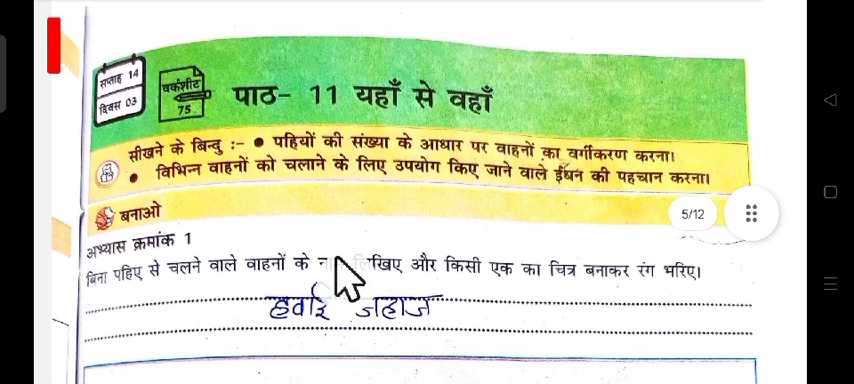 सप्ताह 14
दिवस 03
वर्कशीट
75
पाठ- 11 यहाँ से वहाँ
सीखने के बिन्दु :- ● पहियों की संख्या के आधार पर वाहनों का वर्गीकरण करना।
● विभिन्न वाहनों को चलाने के लिए उपयोग किए जाने वाले ईंधन की पहचान करना।
बनाओ
5/12
अभ्यास क्रमांक 1
बिना पहिए से चलने वाले वाहनों के और किसी एक का चित्र बनाकर रंग भरिए।
हवाई जहाज